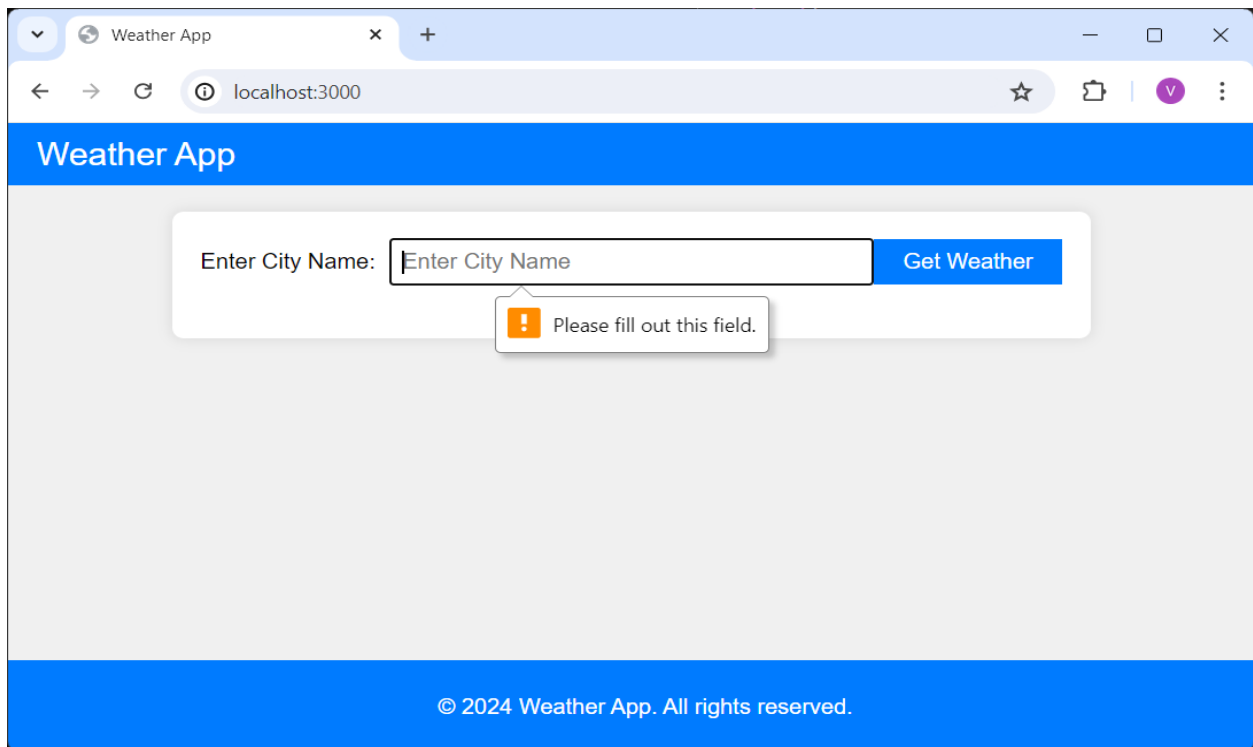 Weather App
localhost:3000
V
Weather App
Enter City Name: Enter City Name Get Weather
Please fill out this field.
© 2024 Weather App. All rights reserved.